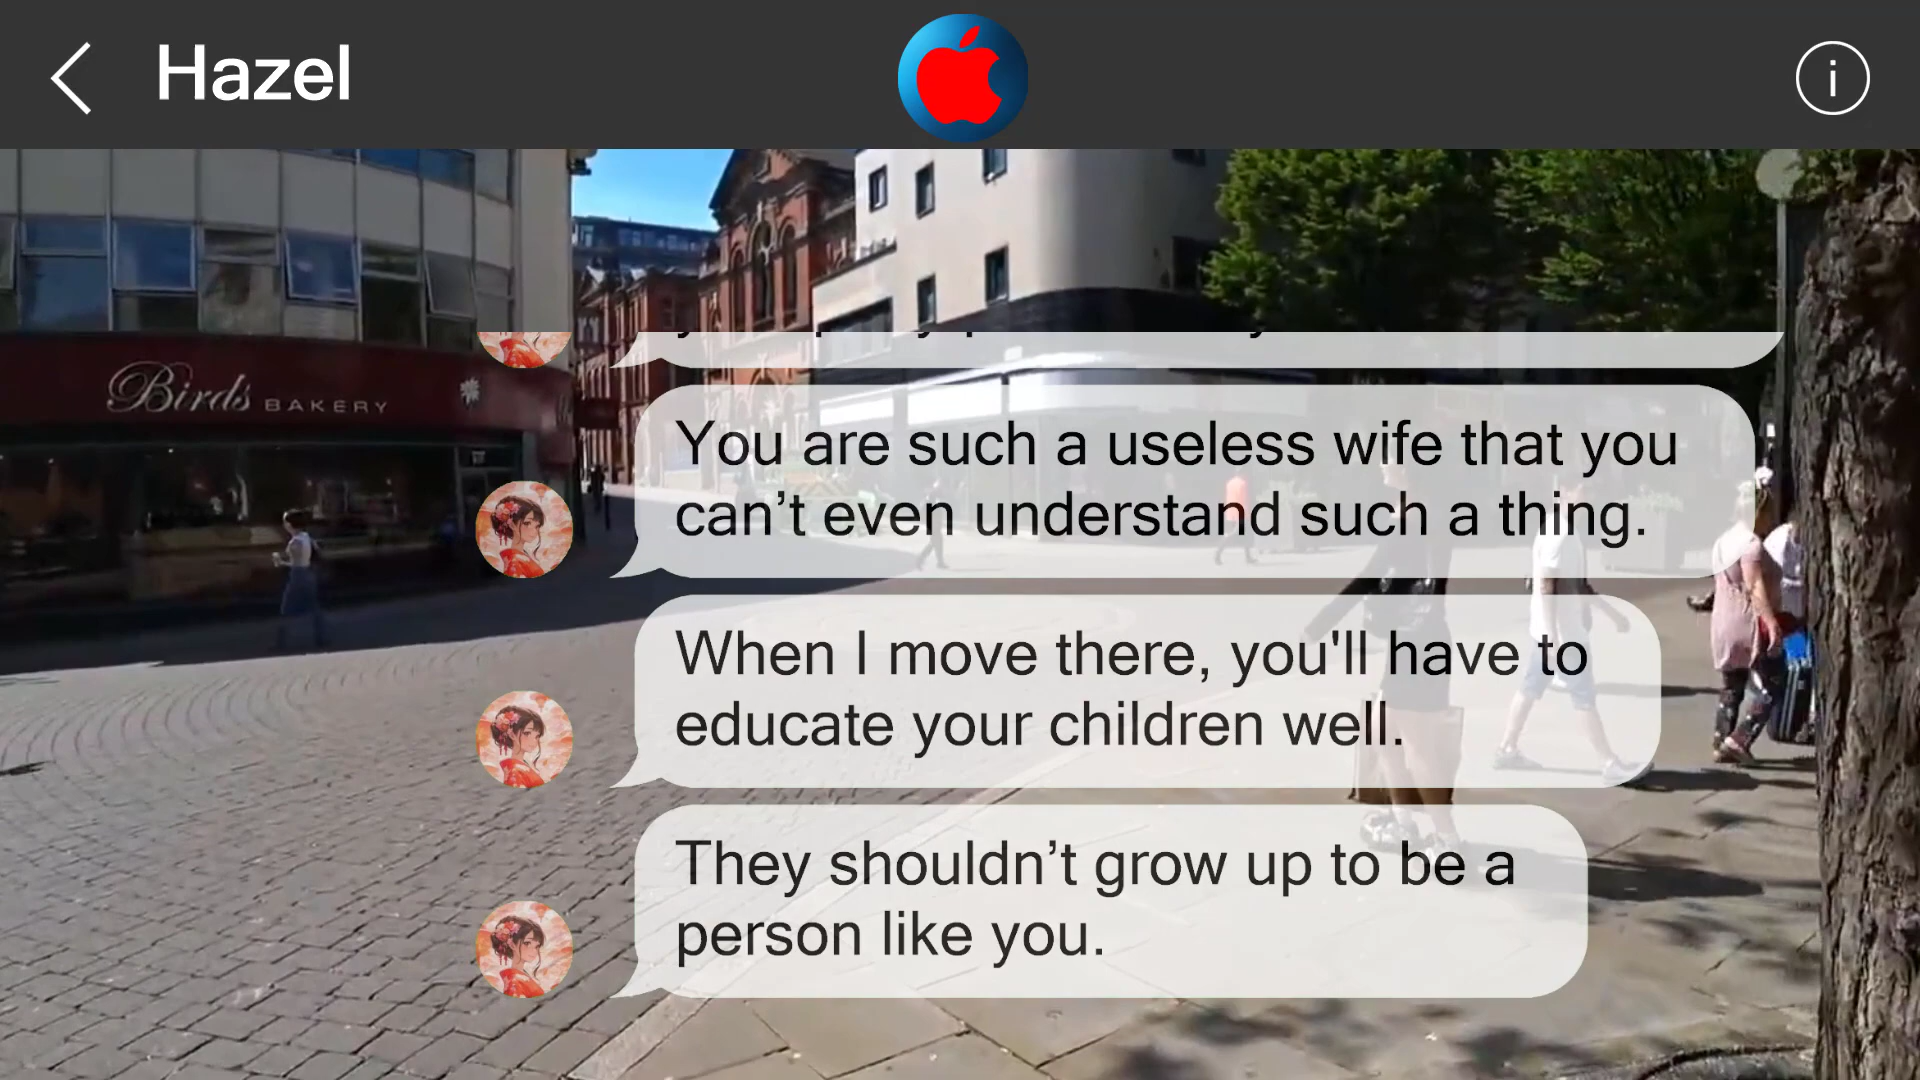 Hazel
i
Birds BAKERY
You are such a useless wife that you
can’t even understand such a thing.
When I move there, you'll have to
educate your children well.
They shouldn’t grow up to be a
person like you.